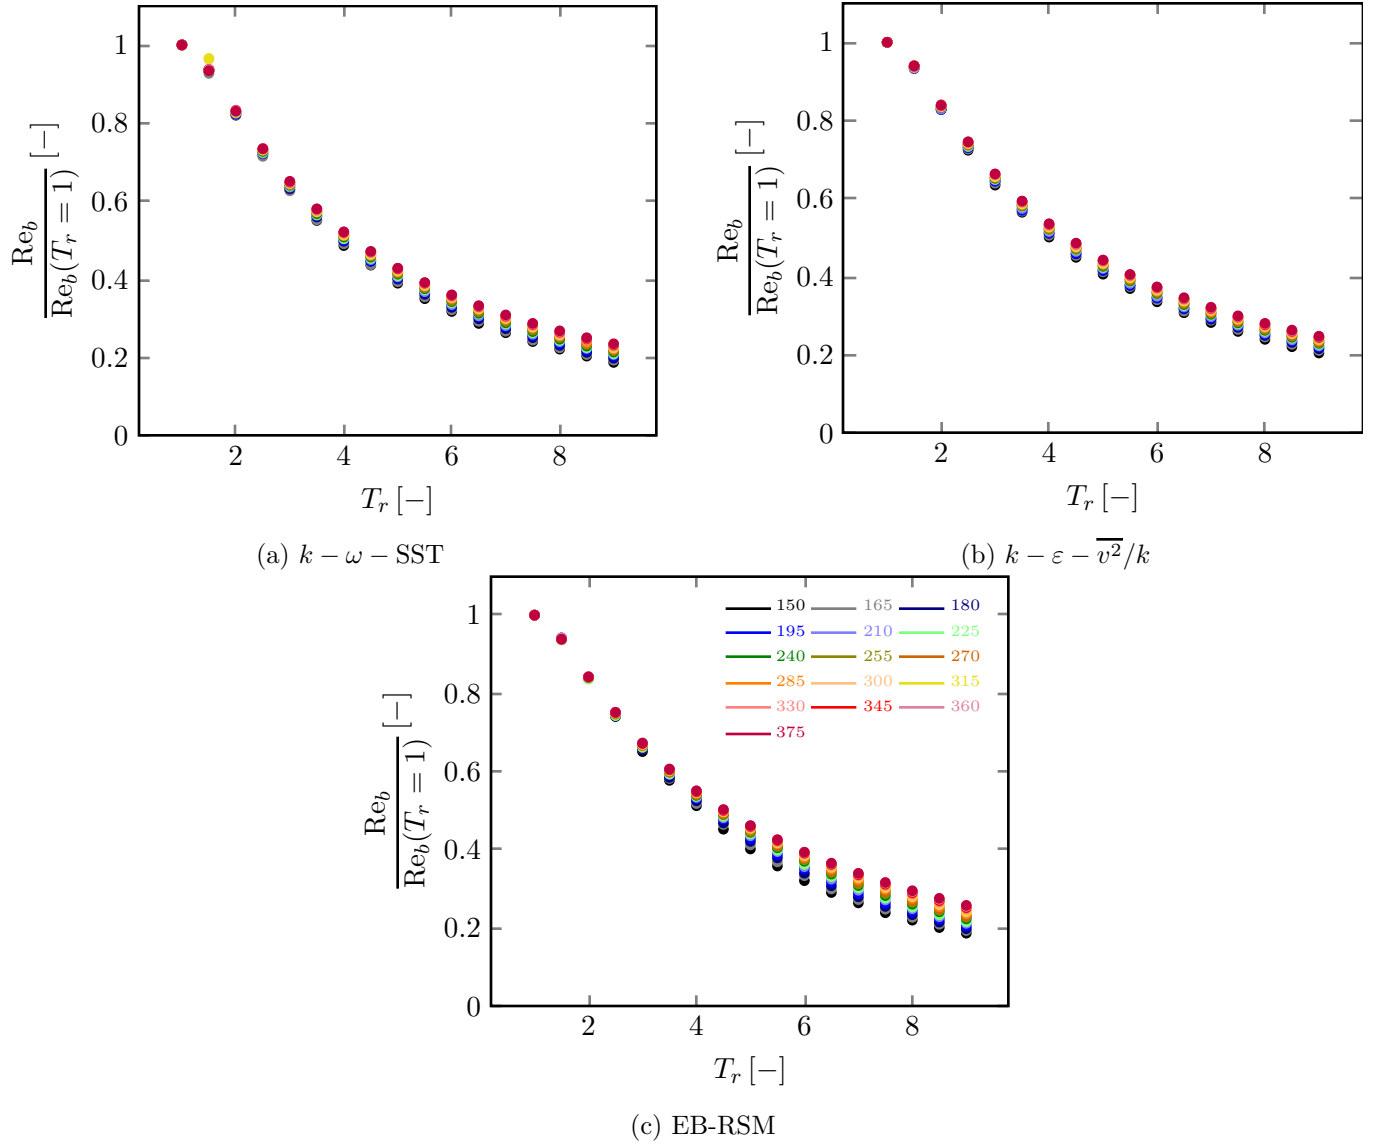 1
0.8
0.6
0.4
0.2
0
2 4 6 8
Re_b / Re_b(T_r = 1) [−]
T_r [−]
(a) k − ω − SST
1
0.8
0.6
0.4
0.2
0
2 4 6 8
Re_b / Re_b(T_r = 1) [−]
T_r [−]
(b) k − ε − \overline{v^2}/k
150 165 180
195 210 225
240 255 270
285 300 315
330 345 360
375
1
0.8
0.6
0.4
0.2
0
2 4 6 8
Re_b / Re_b(T_r = 1) [−]
T_r [−]
(c) EB-RSM